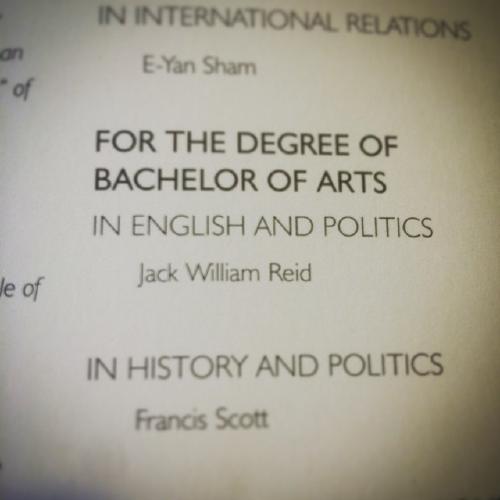 an
" of
le of
IN INTERNATIONAL RELATIONS
E-Yan Sham
FOR THE DEGREE OF
BACHELOR OF ARTS
IN ENGLISH AND POLITICS
Jack William Reid
IN HISTORY AND POLITICS
Francis Scott